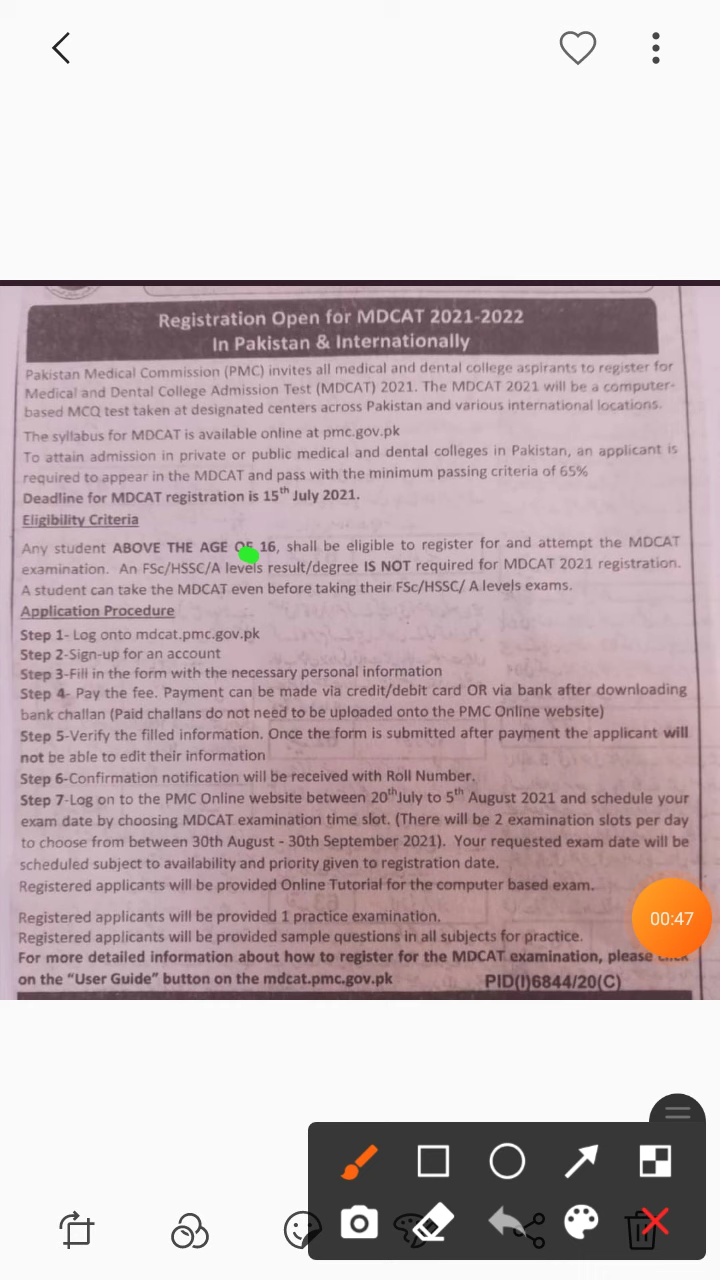 Registration Open for MDCAT 2021-2022
In Pakistan & Internationally
Pakistan Medical Commission (PMC) invites all medical and dental college aspirants to register for
Medical and Dental College Admission Test (MDCAT) 2021. The MDCAT 2021 will be a computer-
based MCQ test taken at designated centers across Pakistan and various international locations.
The syllabus for MDCAT is available online at pmc.gov.pk
To attain admission in private or public medical and dental colleges in Pakistan, an applicant is
required to appear in the MDCAT and pass with the minimum passing criteria of 65%
Deadline for MDCAT registration is 15th July 2021.
Eligibility Criteria
Any student ABOVE THE AGE OF 16, shall be eligible to register for and attempt the MDCAT
examination. An FSc/HSSC/A levels result/degree IS NOT required for MDCAT 2021 registration.
A student can take the MDCAT even before taking their FSc/HSSC/ A levels exams.
Application Procedure
Step 1- Log onto mdcat.pmc.gov.pk
Step 2-Sign-up for an account
Step 3-Fill in the form with the necessary personal information
Step 4- Pay the fee. Payment can be made via credit/debit card OR via bank after downloading
bank challan (Paid challans do not need to be uploaded onto the PMC Online website)
Step 5-Verify the filled information. Once the form is submitted after payment the applicant will
not be able to edit their information
Step 6-Confirmation notification will be received with Roll Number.
Step 7-Log on to the PMC Online website between 20th July to 5th August 2021 and schedule your
exam date by choosing MDCAT examination time slot. (There will be 2 examination slots per day
to choose from between 30th August - 30th September 2021). Your requested exam date will be
scheduled subject to availability and priority given to registration date.
Registered applicants will be provided Online Tutorial for the computer based exam.
Registered applicants will be provided 1 practice examination.
00:47
Registered applicants will be provided sample questions in all subjects for practice.
For more detailed information about how to register for the MDCAT examination, please
on the "User Guide" button on the mdcat.pmc.gov.pk PID(I)6844/20(C)